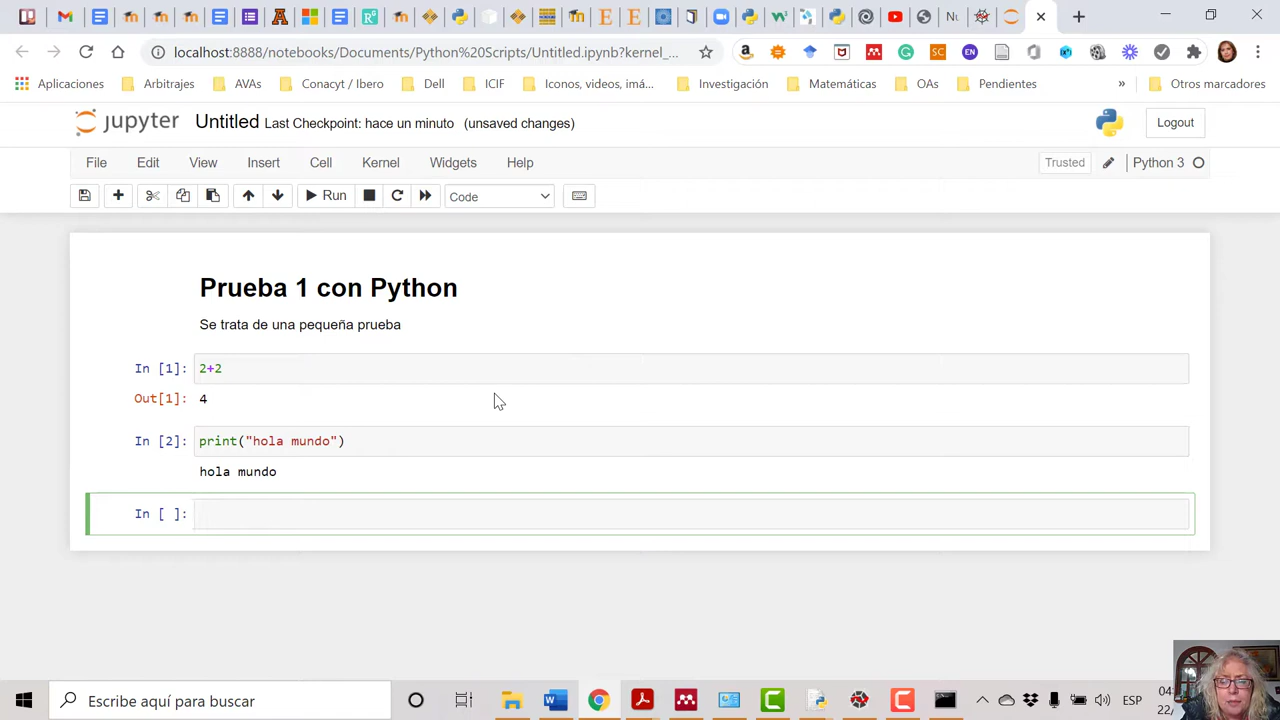 localhost:8888/notebooks/Documents/Python%20Scripts/Untitled.ipynb?kernel_...
Aplicaciones Arbitrajes AVAs Conacyt / Ibero Dell ICIF Iconos, videos, imá... Investigación Matemáticas OAs Pendientes » Otros marcadores
jupyter Untitled Last Checkpoint: hace un minuto (unsaved changes) Logout
File Edit View Insert Cell Kernel Widgets Help Trusted Python 3
Run Code
Prueba 1 con Python
Se trata de una pequeña prueba
In [1]: 2+2
Out[1]: 4
In [2]: print("hola mundo")
hola mundo
In [ ]:
Escribe aquí para buscar ESP